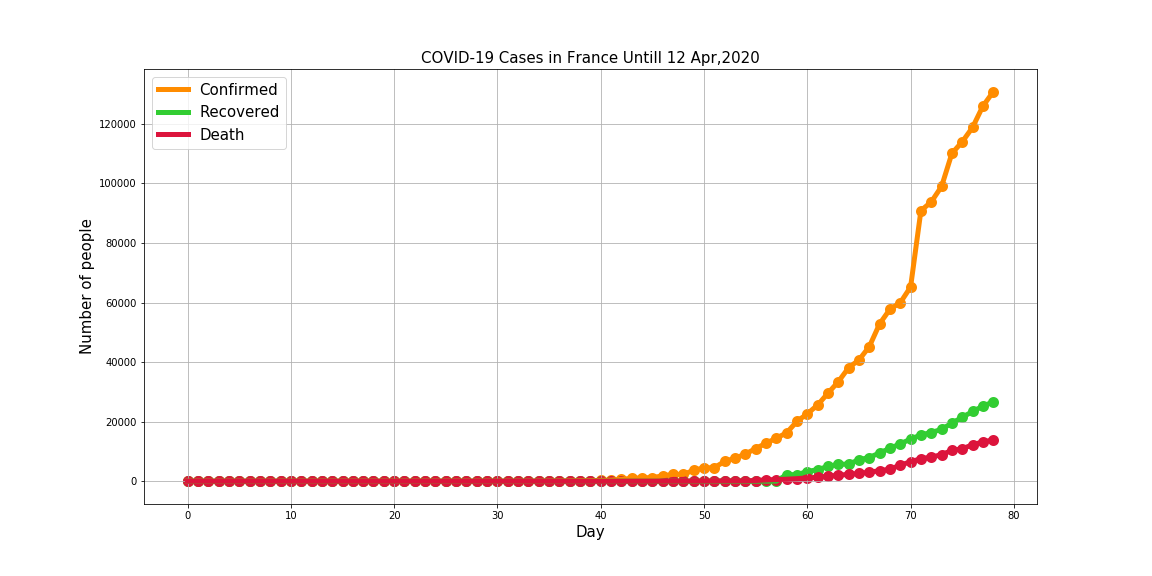 COVID-19 Cases in France Untill 12 Apr,2020
Confirmed
Recovered
Death
Number of people
120000
100000
80000
60000
40000
20000
0
0 10 20 30 40 50 60 70 80
Day